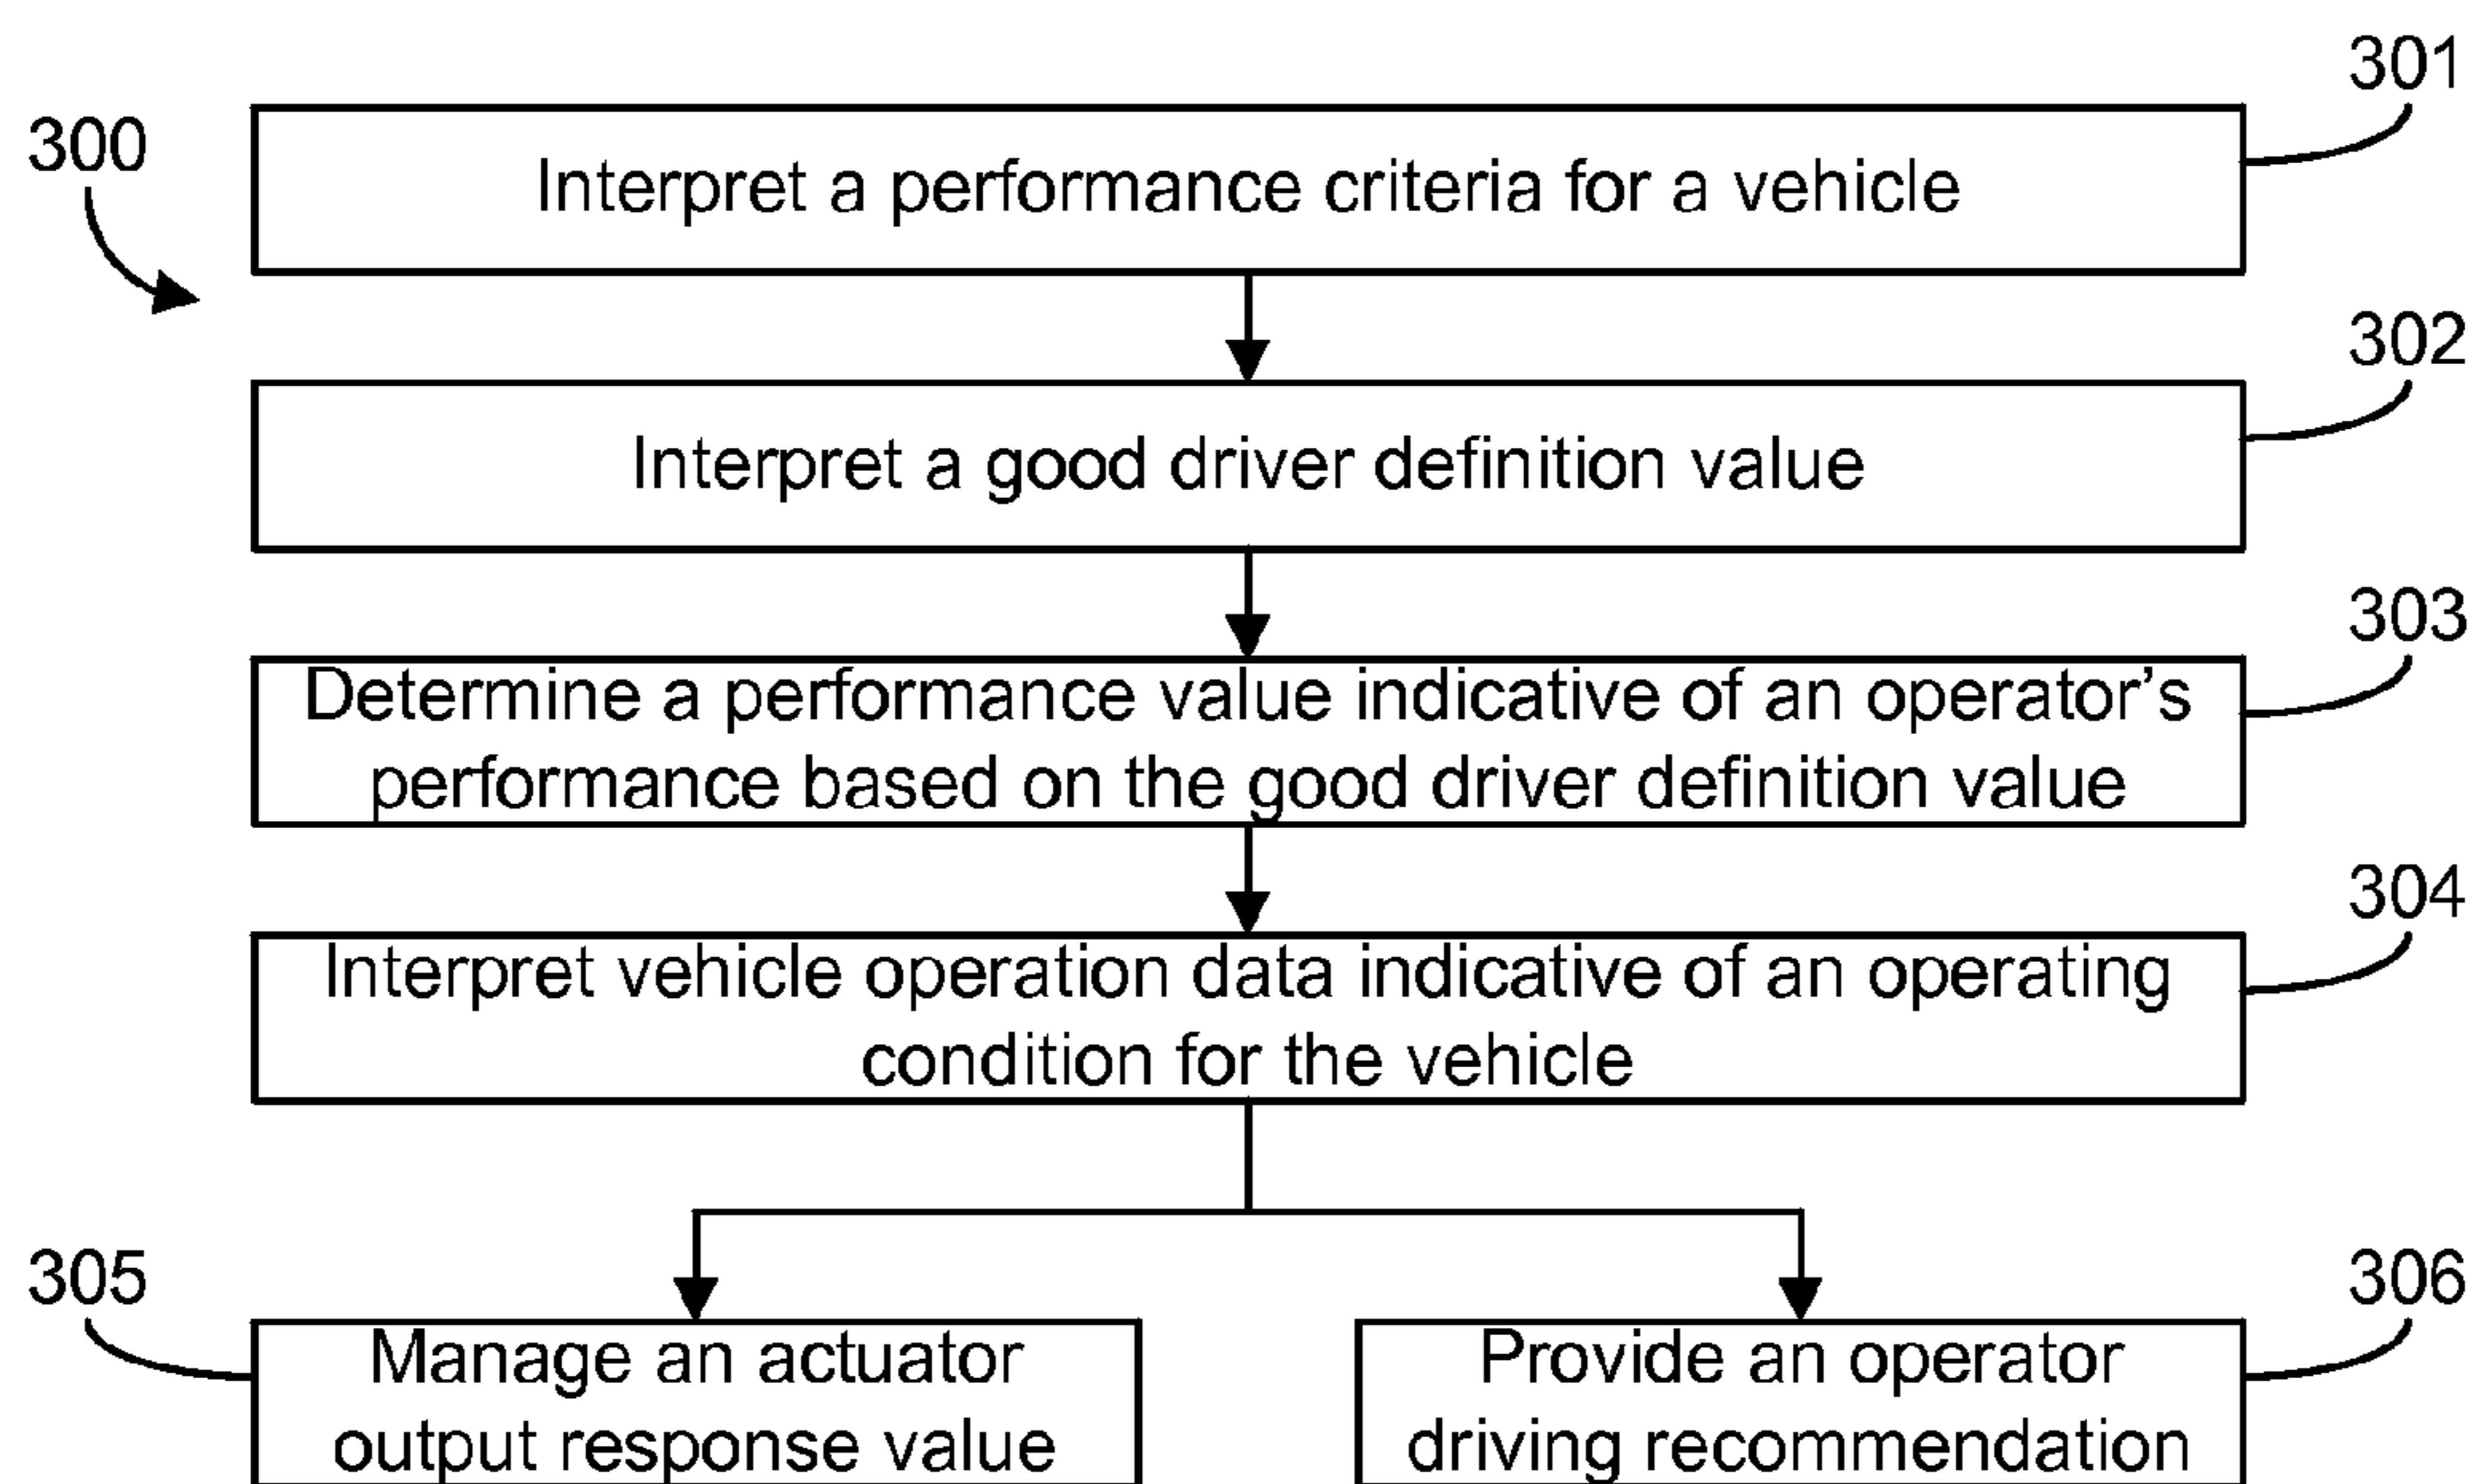 301
300
Interpret a performance criteria for a vehicle
302
Interpret a good driver definition value
303
Determine a performance value indicative of an operator’s
performance based on the good driver definition value
304
Interpret vehicle operation data indicative of an operating
condition for the vehicle
305
306
Manage an actuator
output response value
Provide an operator
driving recommendation